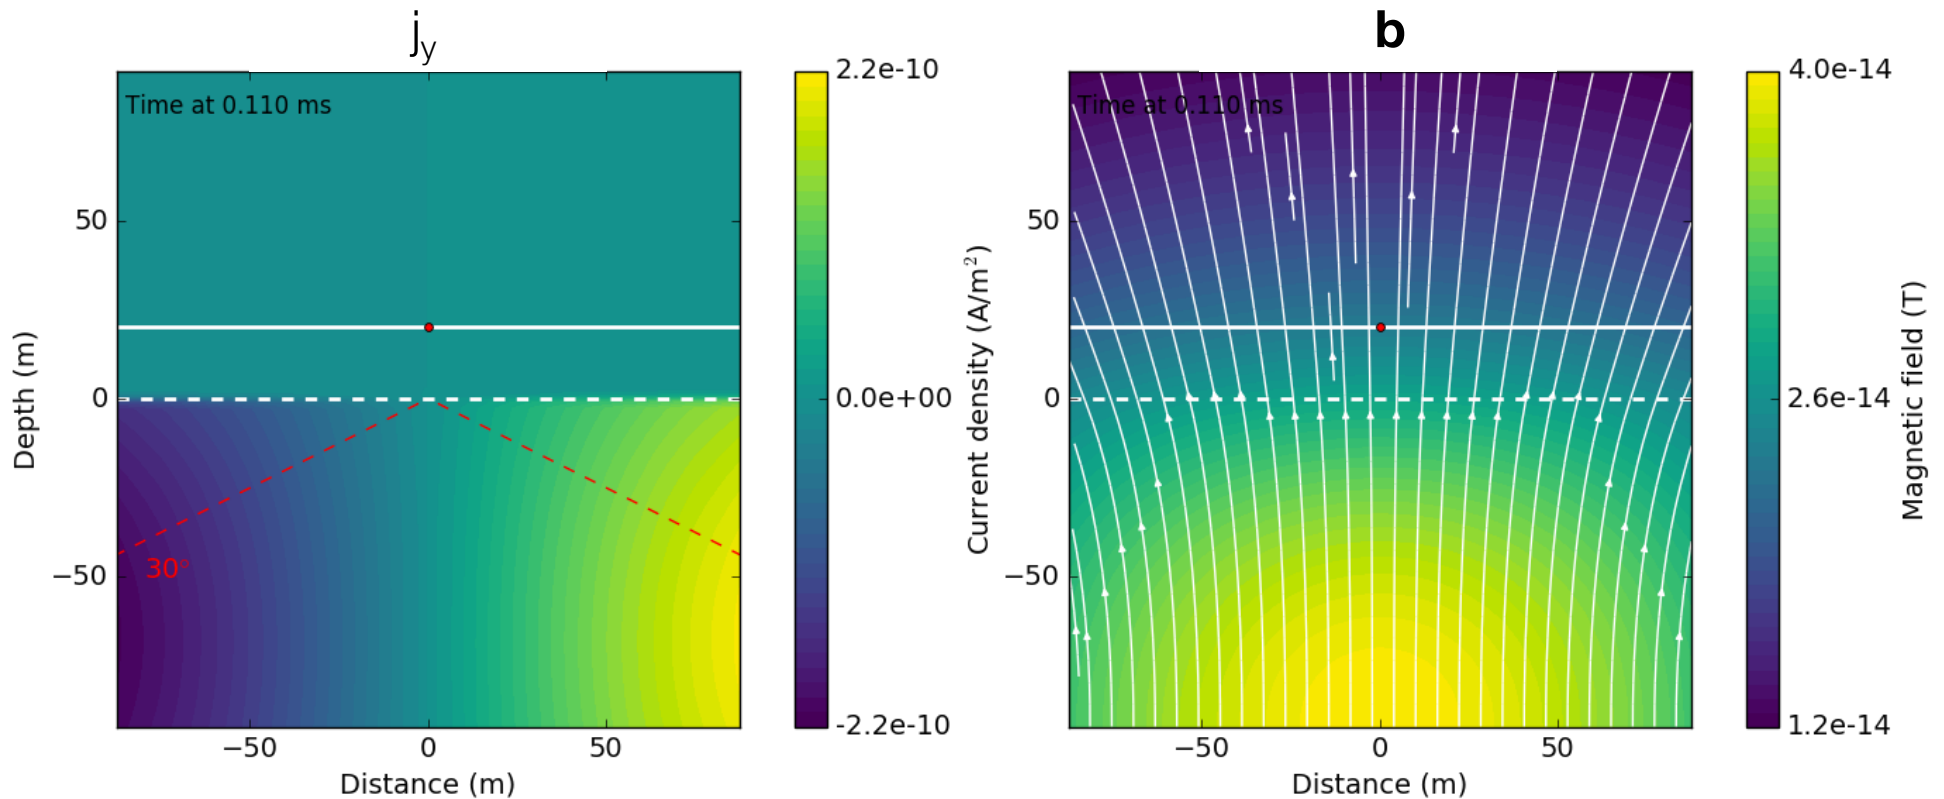 j_y
Time at 0.110 ms
Depth (m)
50
0
−50
30°
−50
0
50
Distance (m)
2.2e-10
0.0e+00
-2.2e-10
Current density (A/m²)
b
Time at 0.110 ms
50
0
−50
−50
0
50
Distance (m)
4.0e-14
2.6e-14
1.2e-14
Magnetic field (T)